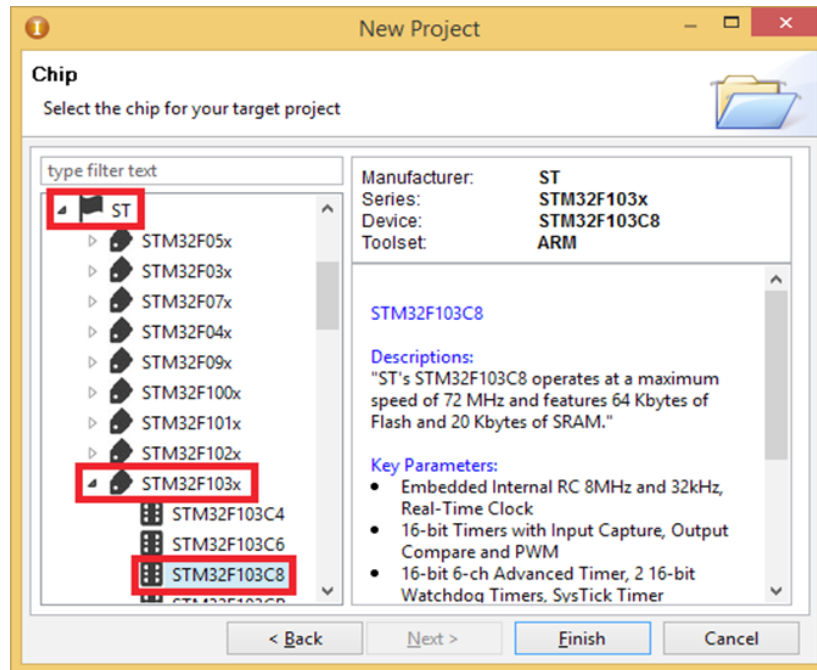 New Project
Chip
Select the chip for your target project
type filter text
ST
STM32F05x
STM32F03x
STM32F07x
STM32F04x
STM32F09x
STM32F100x
STM32F101x
STM32F102x
STM32F103x
STM32F103C4
STM32F103C6
STM32F103C8
Manufacturer: ST
Series: STM32F103x
Device: STM32F103C8
Toolset: ARM
STM32F103C8
Descriptions:
"ST's STM32F103C8 operates at a maximum
speed of 72 MHz and features 64 Kbytes of
Flash and 20 Kbytes of SRAM."
Key Parameters:
• Embedded Internal RC 8MHz and 32kHz,
Real-Time Clock
• 16-bit Timers with Input Capture, Output
Compare and PWM
• 16-bit 6-ch Advanced Timer, 2 16-bit
Watchdog Timers, SysTick Timer
< Back
Next >
Finish
Cancel